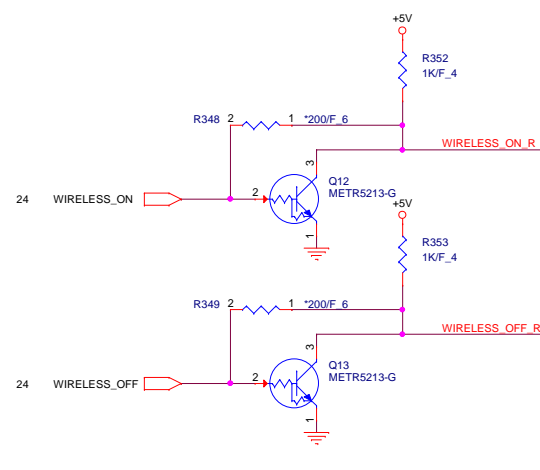 +5V
R352
1K/F_4
R348 2 1 *200/F_6
WIRELESS_ON_R
3
Q12
METR5213-G
24 WIRELESS_ON 2
1
+5V
R353
1K/F_4
R349 2 1 *200/F_6
WIRELESS_OFF_R
3
Q13
METR5213-G
24 WIRELESS_OFF 2
1